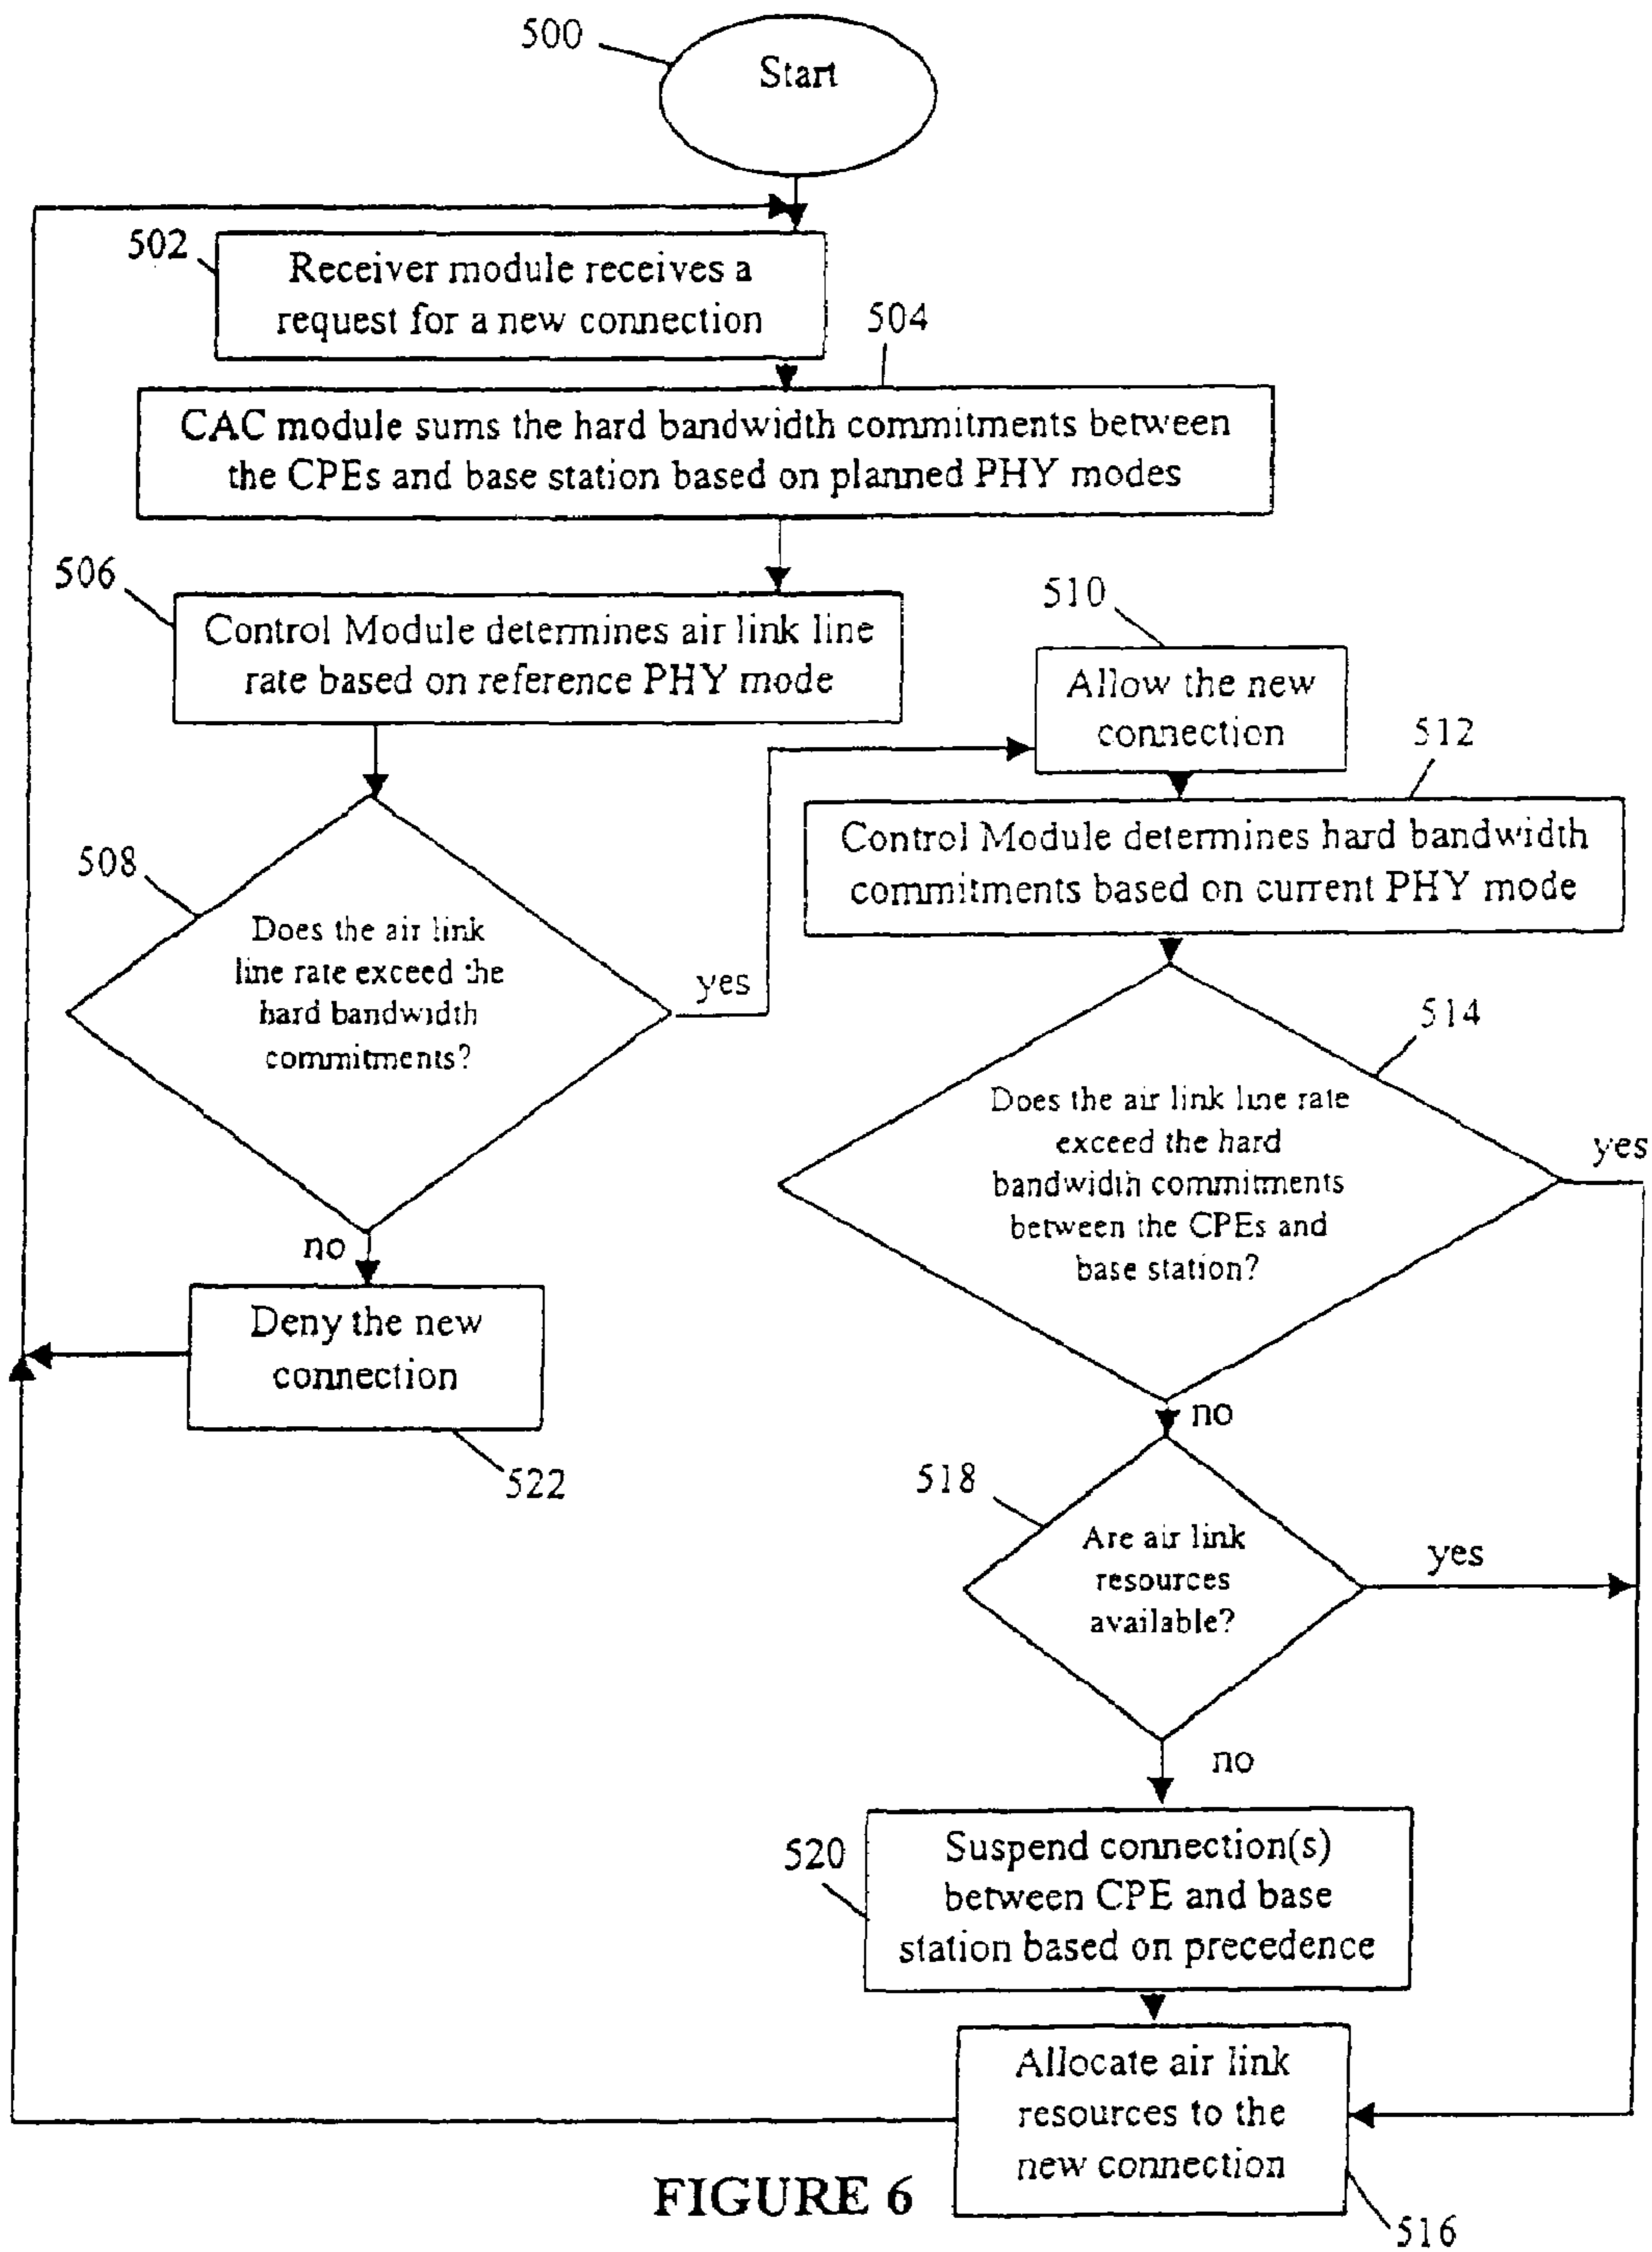 500
Start
502
Receiver module receives a
request for a new connection
504
CAC module sums the hard bandwidth commitments between
the CPEs and base station based on planned PHY modes
506
Control Module determines air link line
rate based on reference PHY mode
510
Allow the new
connection
512
Control Module determines hard bandwidth
commitments based on current PHY mode
508
Does the air link
line rate exceed the
hard bandwidth
commitments?
yes
514
Does the air link line rate
exceed the hard
bandwidth commitments
between the CPEs and
base station?
yes
no
Deny the new
connection
522
no
518
Are air link
resources
available?
yes
no
520
Suspend connection(s)
between CPE and base
station based on precedence
Allocate air link
resources to the
new connection
516
FIGURE 6